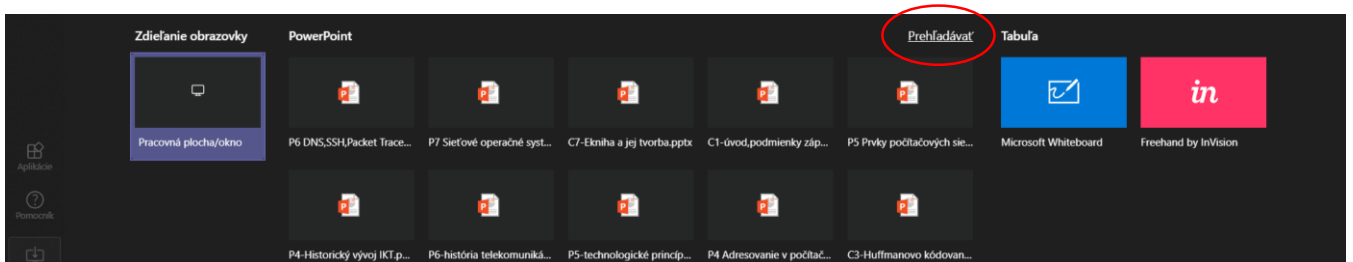 Zdieľanie obrazovky
PowerPoint
Prehľadávať
Tabuľa
in
Pracovná plocha/okno
P6 DNS,SSH,Packet Trace...
P7 Sieťové operačné syst...
C7-Ekniha a jej tvorba.pptx
C1-úvod,podmienky záp...
P5 Prvky počítačových sie...
Microsoft Whiteboard
Freehand by InVision
Aplikácie
Pomocník
P4-Historický vývoj IKT.p...
P6-história telekomuniká...
P5-technologické princíp...
P4 Adresovanie v počítač...
C3-Huffmanovo kódovan...